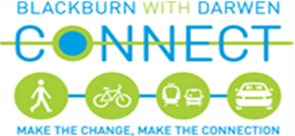 BLACKBURN WITH DARWEN
CONNECT
MAKE THE CHANGE, MAKE THE CONNECTION